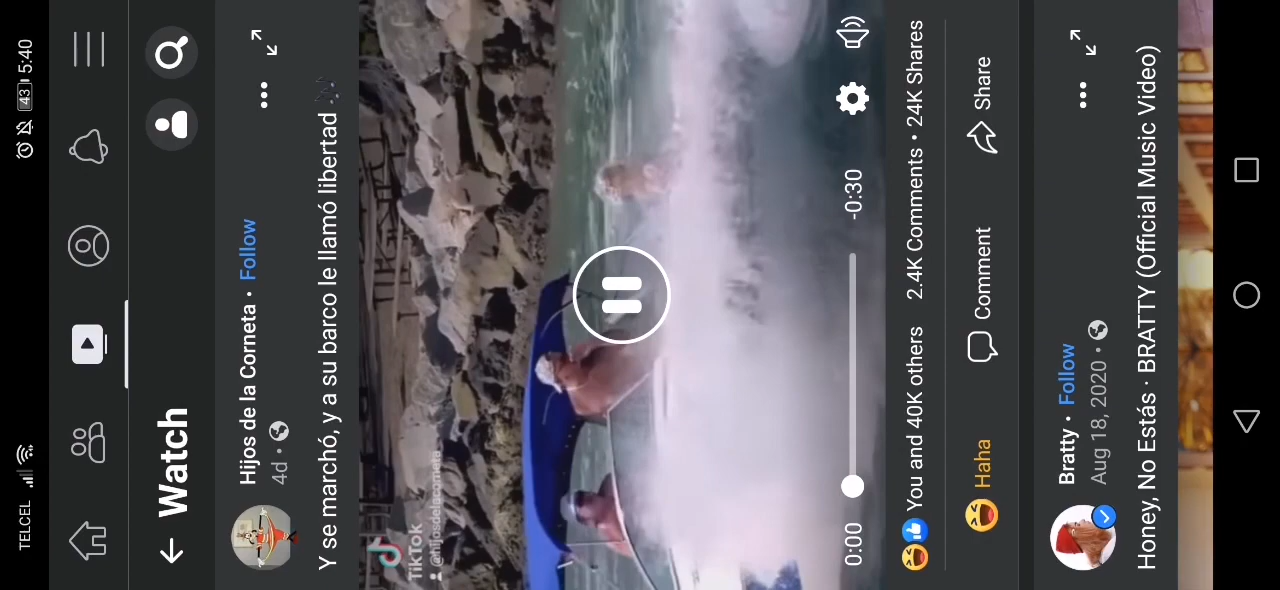 TELCEL 43 5:40
Watch
Hijos de la Corneta · Follow
4d ·
Y se marchó, y a su barco le llamó libertad 🎶
TikTok
@hijosdelacorneta
0:00 -0:30
You and 40K others 2.4K Comments • 24K Shares
Haha Comment Share
Bratty · Follow
Aug 18, 2020 ·
Honey, No Estás · BRATTY (Official Music Video)